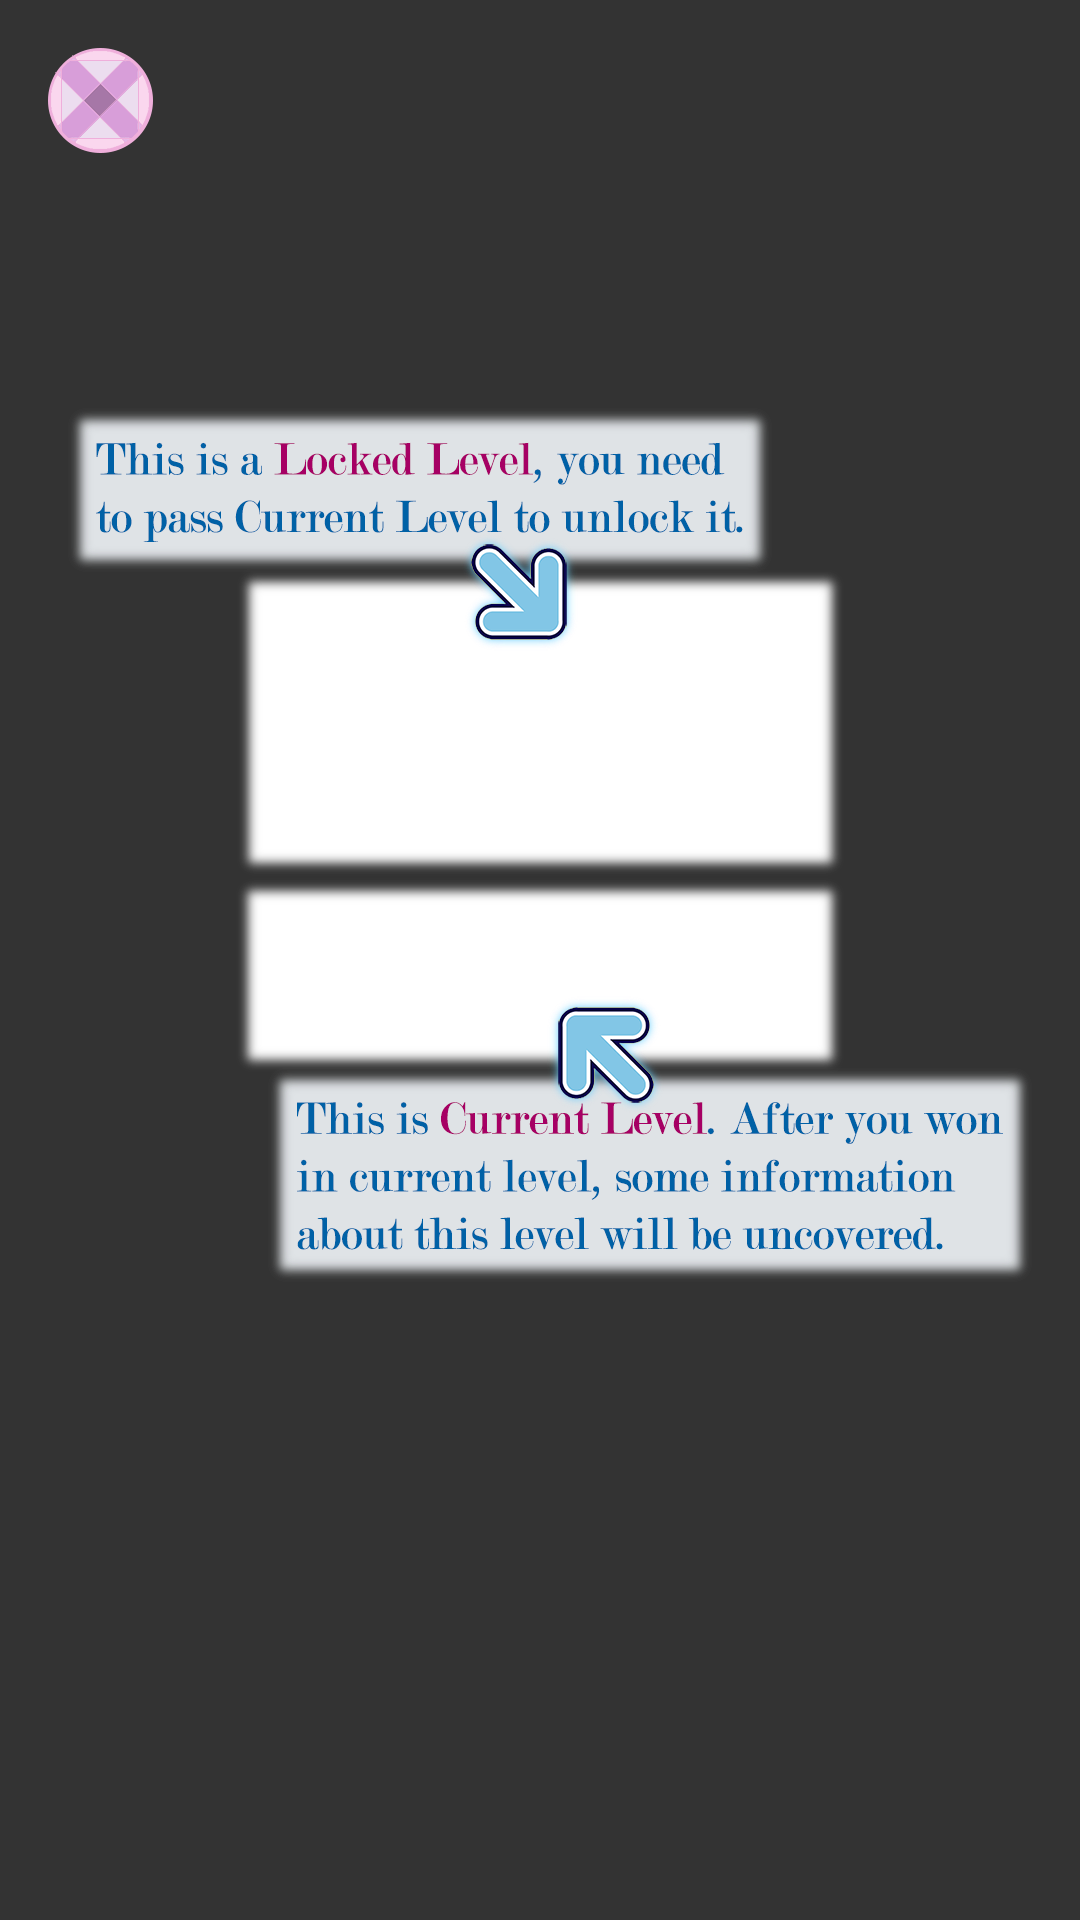 This is a Locked Level, you need
to pass Current Level to unlock it.
This is Current Level. After you won
in current level, some information
about this level will be uncovered.